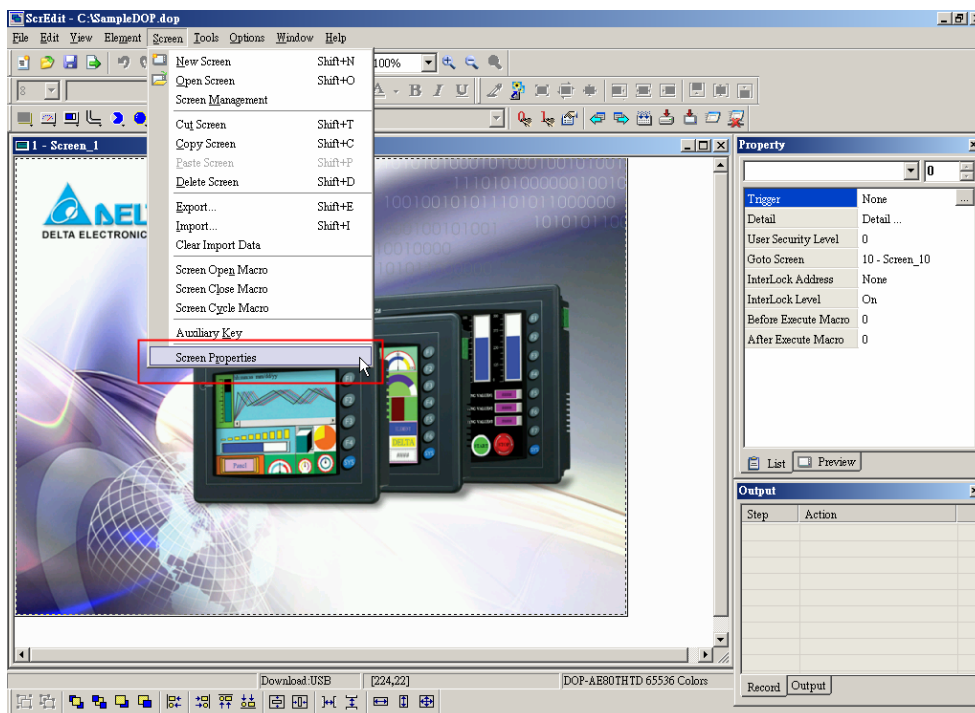 ScrEdit - C:\SampleDOP.dop
File Edit View Element Screen Tools Options Window Help
100%
8
A B I U
1 - Screen_1
DELTA ELECTRONIC
New Screen Shift+N
Open Screen Shift+O
Screen Management
Cut Screen Shift+T
Copy Screen Shift+C
Paste Screen Shift+P
Delete Screen Shift+D
Export... Shift+E
Import... Shift+I
Clear Import Data
Screen Open Macro
Screen Close Macro
Screen Cycle Macro
Auxiliary Key
Screen Properties
Property
0
Trigger None ...
Detail Detail ...
User Security Level 0
Goto Screen 10 - Screen_10
InterLock Address None
InterLock Level On
Before Execute Macro 0
After Execute Macro 0
List Preview
Output
Step Action
Record Output
Download:USB [224,22] DOP-AE80THTD 65536 Colors